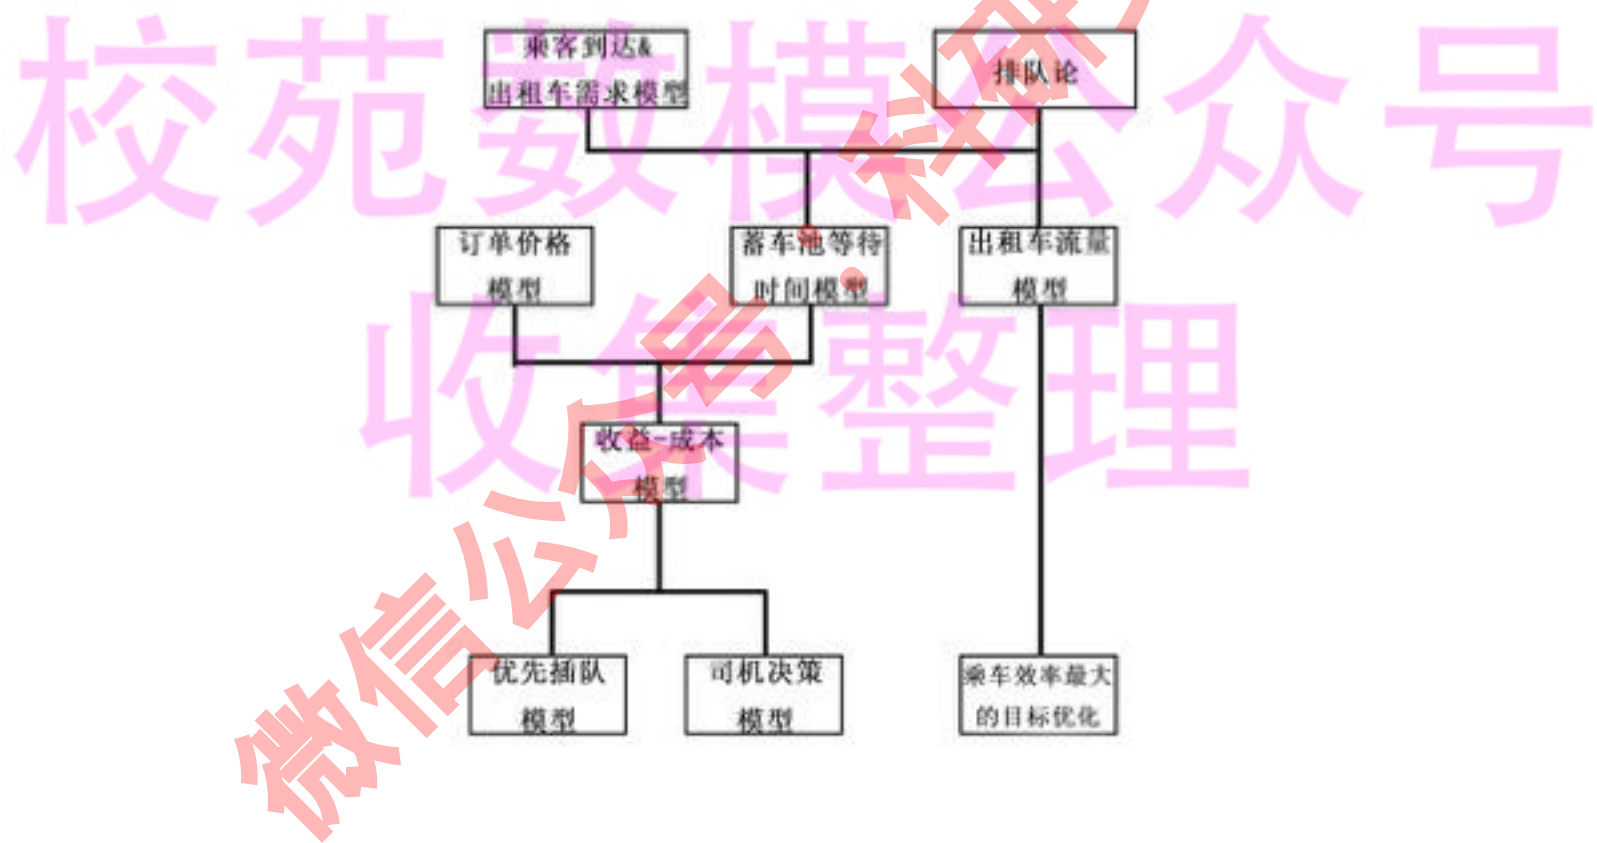 校苑数模公众号
收集整理
微信公众号：科研
乘客到达&
出租车需求模型
排队论
订单价格
模型
蓄车池等待
时间模型
出租车流量
模型
收益-成本
模型
优先插队
模型
司机决策
模型
乘车效率最大
的目标优化